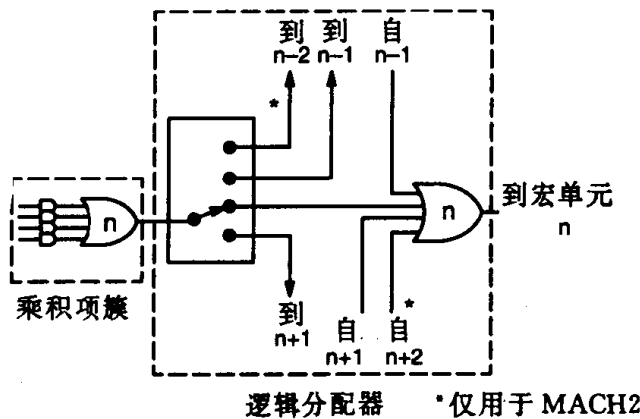 到 到 自
n-2 n-1 n-1
*
n
n
到宏单元
n
乘积项簇
到
n+1
自
n+1
自*
n+2
逻辑分配器 *仅用于 MACH2